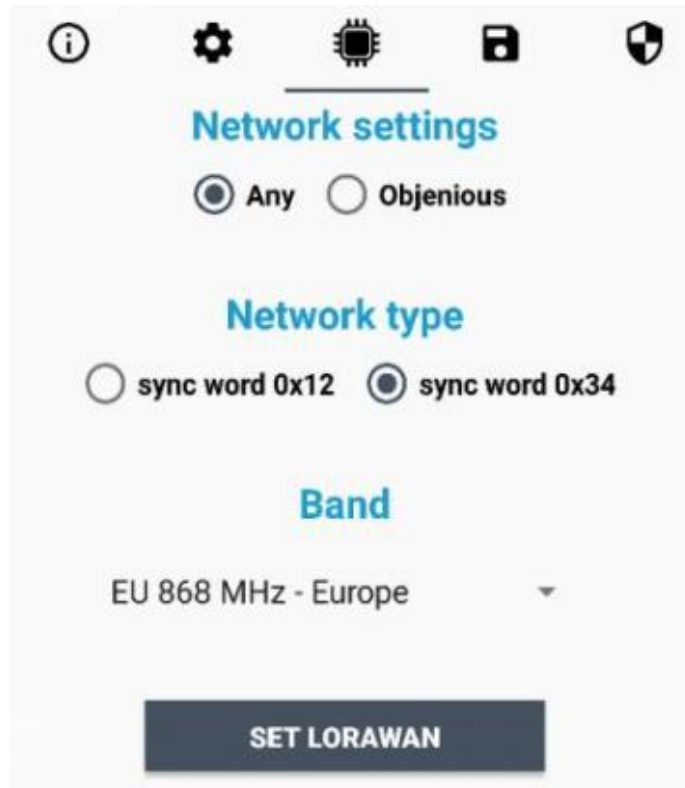 Network settings
Any Objenious
Network type
sync word 0x12 sync word 0x34
Band
EU 868 MHz - Europe
SET LORAWAN